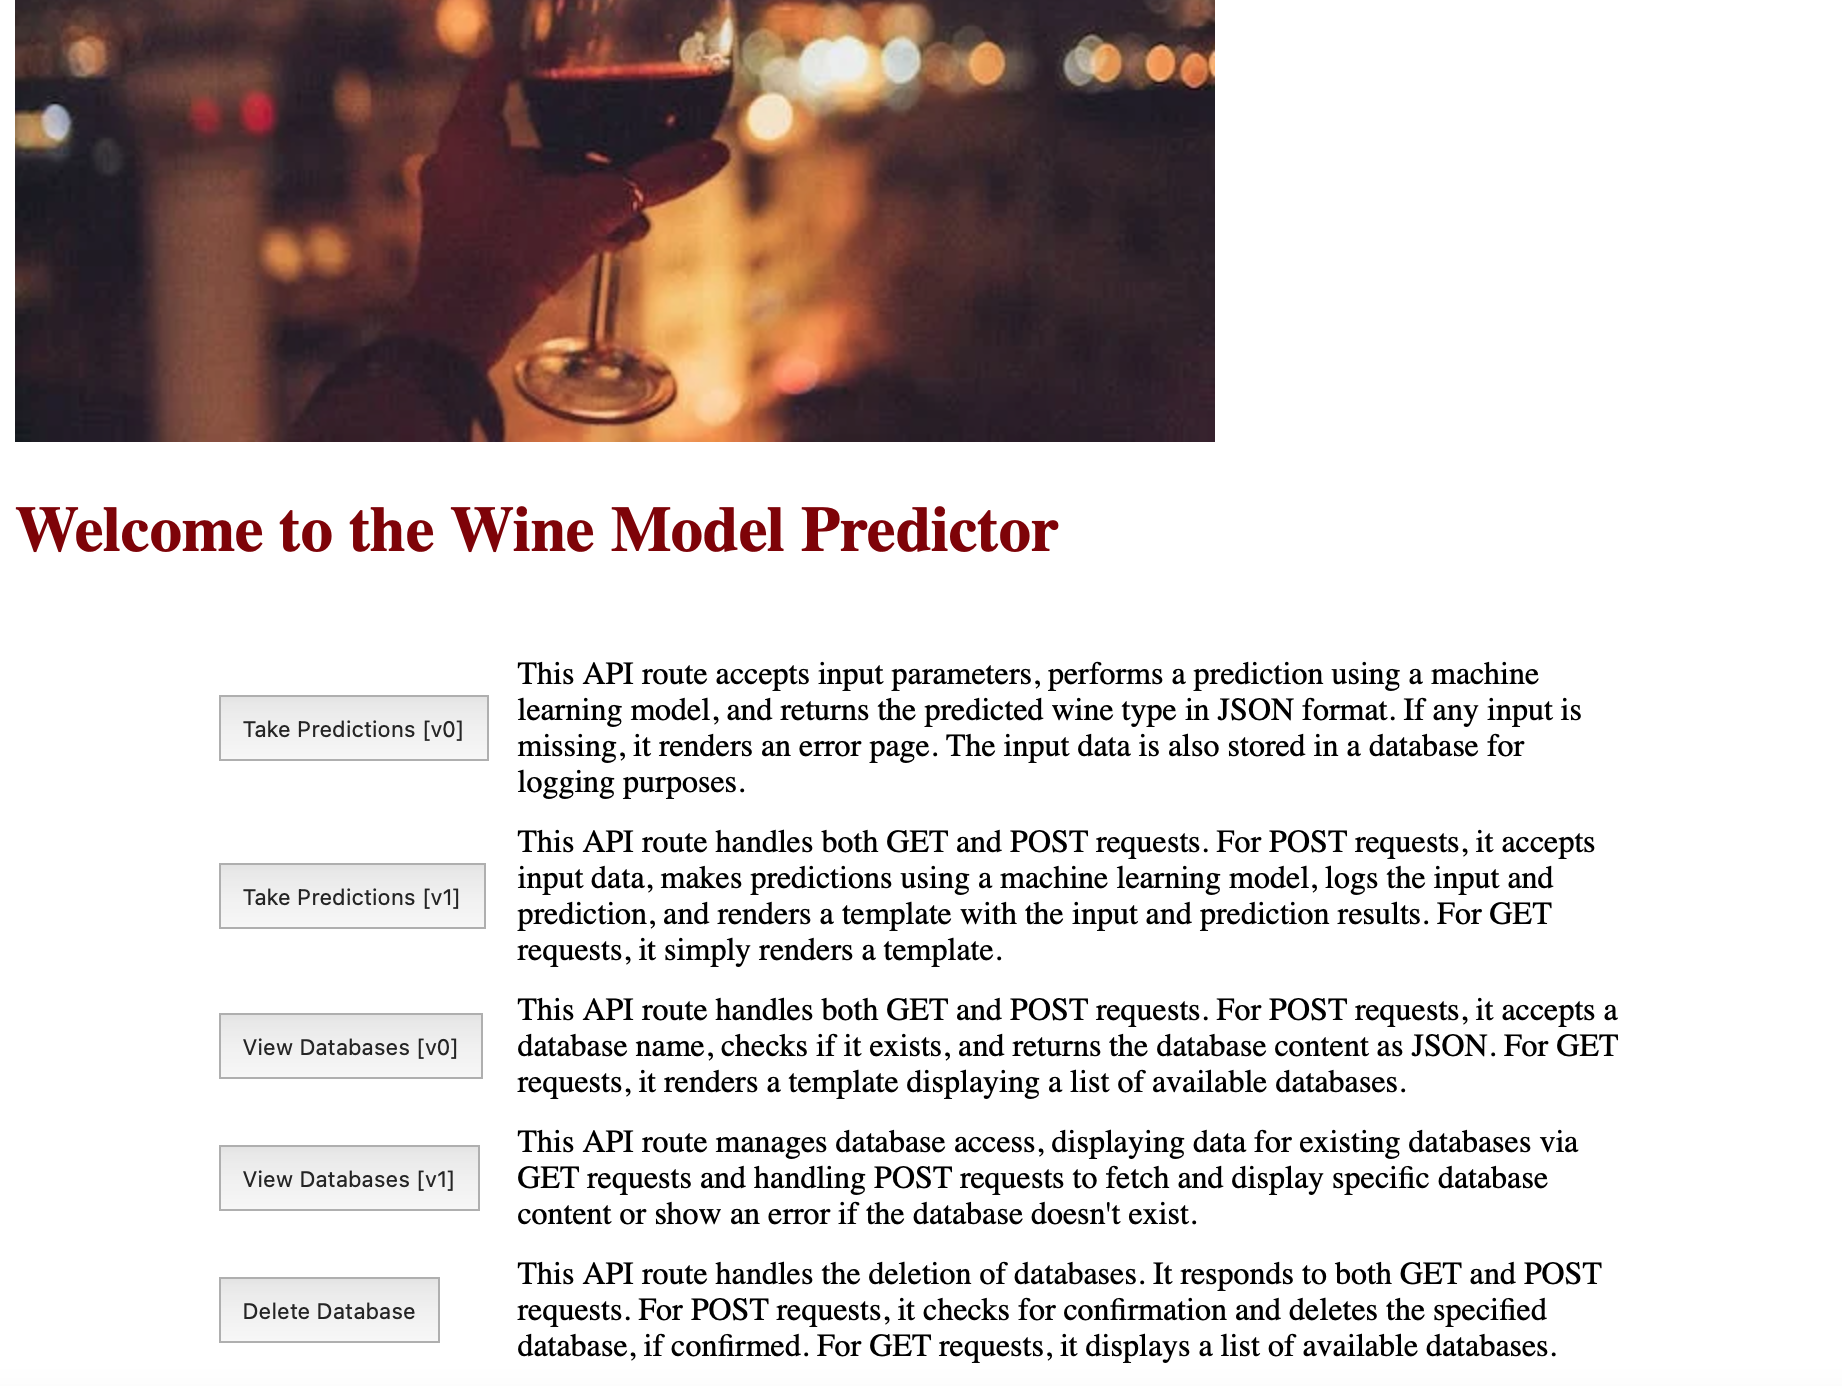 Welcome to the Wine Model Predictor
Take Predictions [v0]
This API route accepts input parameters, performs a prediction using a machine
learning model, and returns the predicted wine type in JSON format. If any input is
missing, it renders an error page. The input data is also stored in a database for
logging purposes.
Take Predictions [v1]
This API route handles both GET and POST requests. For POST requests, it accepts
input data, makes predictions using a machine learning model, logs the input and
prediction, and renders a template with the input and prediction results. For GET
requests, it simply renders a template.
View Databases [v0]
This API route handles both GET and POST requests. For POST requests, it accepts a
database name, checks if it exists, and returns the database content as JSON. For GET
requests, it renders a template displaying a list of available databases.
View Databases [v1]
This API route manages database access, displaying data for existing databases via
GET requests and handling POST requests to fetch and display specific database
content or show an error if the database doesn't exist.
Delete Database
This API route handles the deletion of databases. It responds to both GET and POST
requests. For POST requests, it checks for confirmation and deletes the specified
database, if confirmed. For GET requests, it displays a list of available databases.